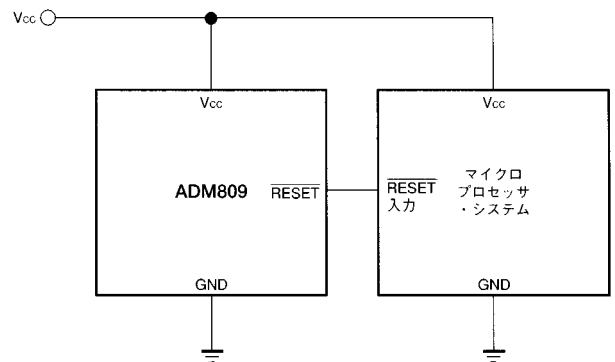 Vcc
Vcc
ADM809
RESET
GND
Vcc
RESET
入力
マイクロ
プロセッサ
・システム
GND